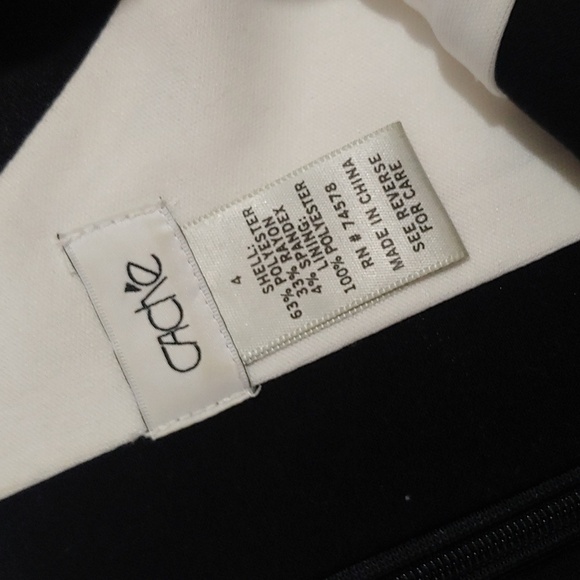 CAché
4
SHELL:
63% POLYESTER
33% RAYON
4% SPANDEX
LINING:
100% POLYESTER
RN # 74578
MADE IN CHINA
SEE REVERSE
FOR CARE